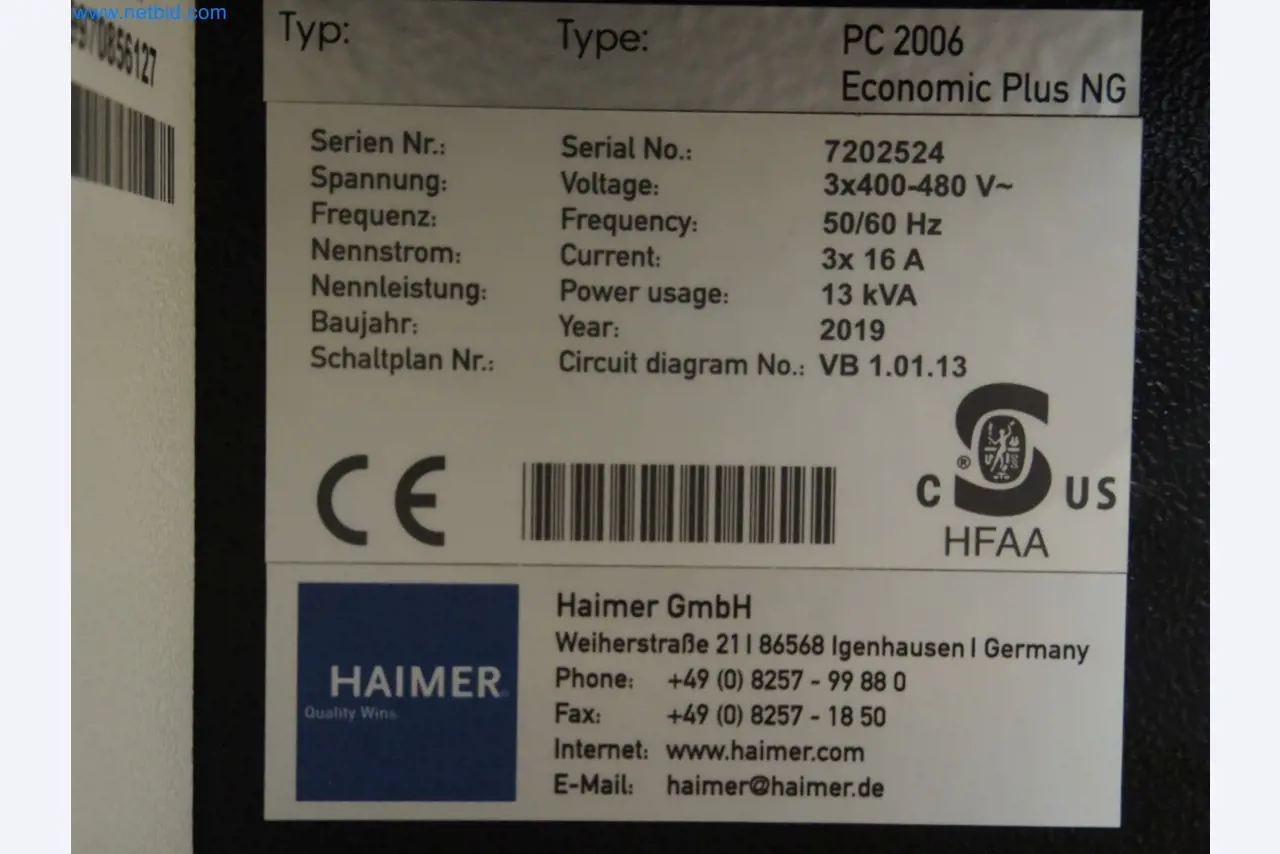 www.netbid.com
70856127
Typ: Type: PC 2006
Economic Plus NG
Serien Nr.: Serial No.: 7202524
Spannung: Voltage: 3x400-480 V~
Frequenz: Frequency: 50/60 Hz
Nennstrom: Current: 3x 16 A
Nennleistung: Power usage: 13 kVA
Baujahr: Year: 2019
Schaltplan Nr.: Circuit diagram No.: VB 1.01.13
CE
C S ® US
HFAA
HAIMER
Quality Wins.
Haimer GmbH
Weiherstraße 21 | 86568 Igenhausen | Germany
Phone: +49 (0) 8257 - 99 88 0
Fax: +49 (0) 8257 - 18 50
Internet: www.haimer.com
E-Mail: haimer@haimer.de